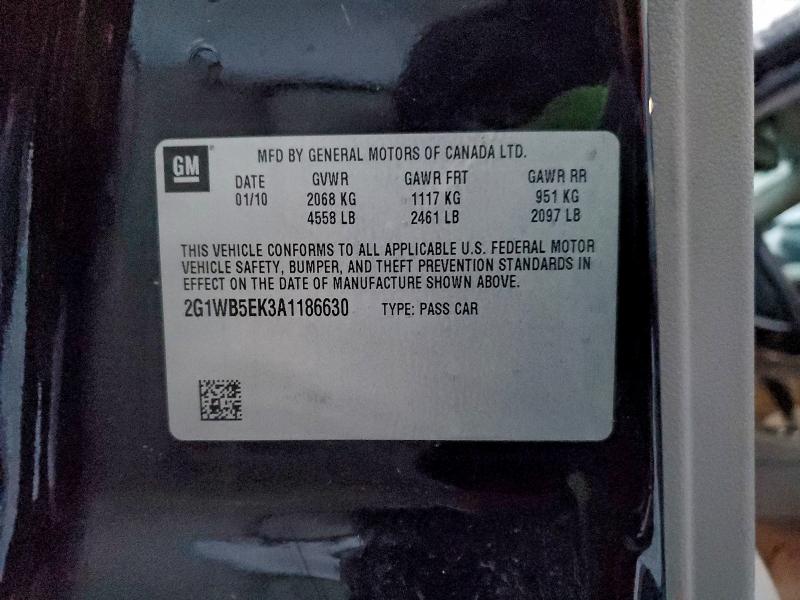 GM
MFD BY GENERAL MOTORS OF CANADA LTD.
DATE GVWR GAWR FRT GAWR RR
01/10 2068 KG 1117 KG 951 KG
4558 LB 2461 LB 2097 LB
THIS VEHICLE CONFORMS TO ALL APPLICABLE U.S. FEDERAL MOTOR
VEHICLE SAFETY, BUMPER, AND THEFT PREVENTION STANDARDS IN
EFFECT ON THE DATE OF MANUFACTURE SHOWN ABOVE.
2G1WB5EK3A1186630 TYPE: PASS CAR